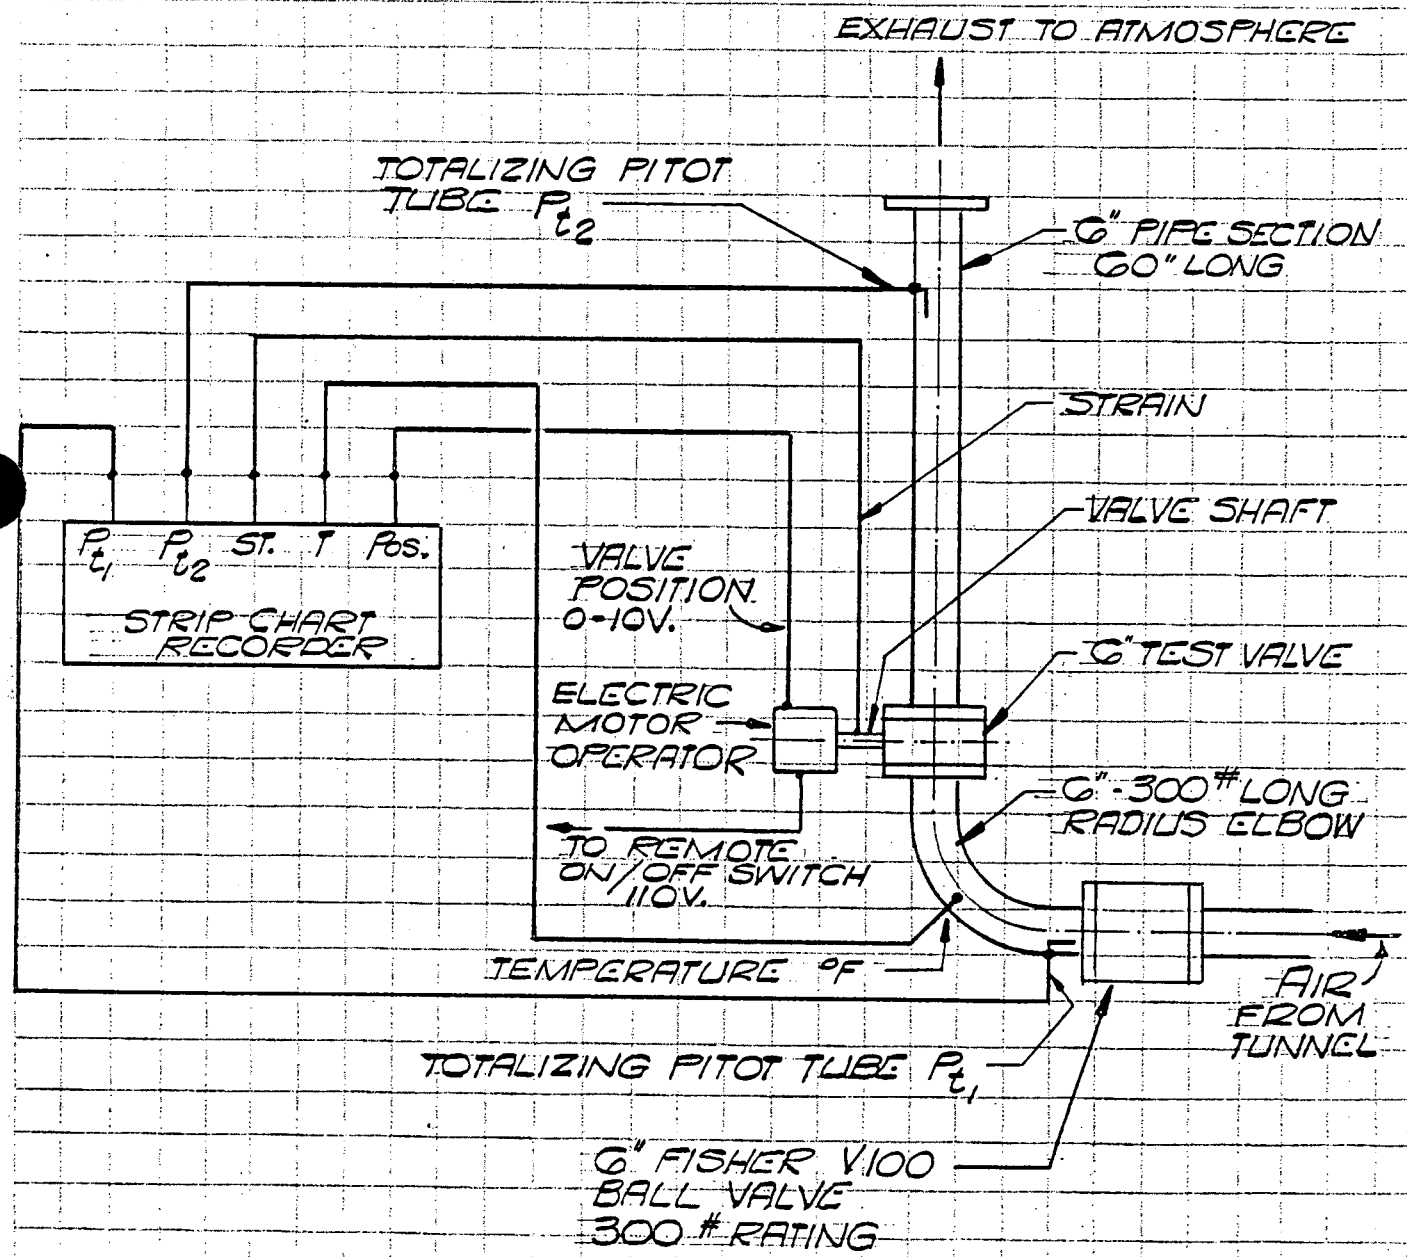 EXHAUST TO ATMOSPHERE
TOTALIZING PITOT
TUBE Pt2
6" PIPE SECTION
60" LONG
STRAIN
VALVE SHAFT
Pt1 Pt2 ST. T POS.
STRIP CHART
RECORDER
VALVE
POSITION
0-10V.
6" TEST VALVE
ELECTRIC
MOTOR
OPERATOR
6"-300# LONG
RADIUS ELBOW
TO REMOTE
ON/OFF SWITCH
110V.
TEMPERATURE °F
AIR
FROM
TUNNEL
TOTALIZING PITOT TUBE Pt1
6" FISHER V100
BALL VALVE
300 # RATING